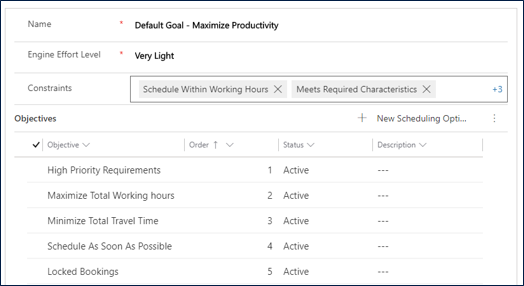 Name * Default Goal - Maximize Productivity
Engine Effort Level * Very Light
Constraints Schedule Within Working Hours Meets Required Characteristics +3
Objectives + New Scheduling Opti...
Objective Order ↑ Status Description
High Priority Requirements 1 Active ---
Maximize Total Working hours 2 Active ---
Minimize Total Travel Time 3 Active ---
Schedule As Soon As Possible 4 Active ---
Locked Bookings 5 Active ---